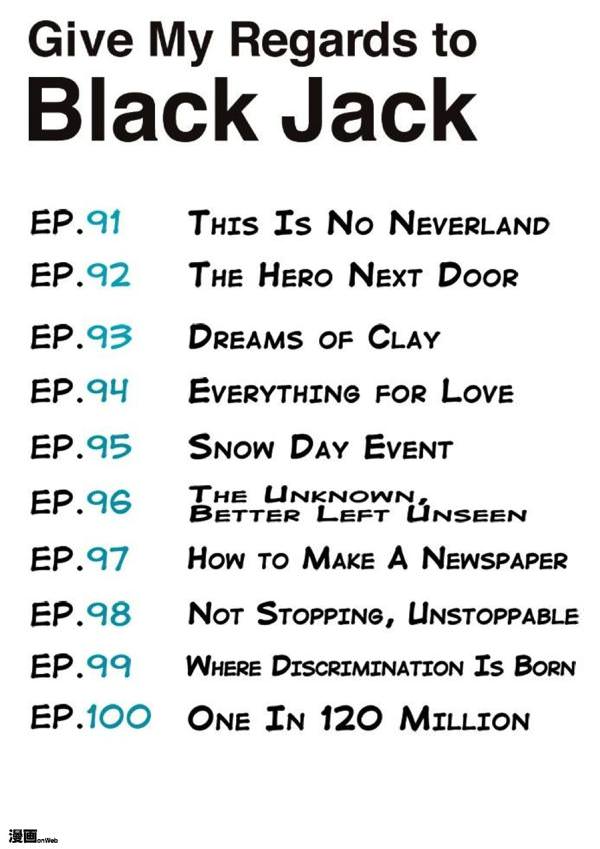 Give My Regards to
Black Jack
EP.91 This Is No Neverland
EP.92 The Hero Next Door
EP.93 Dreams of Clay
EP.94 Everything for Love
EP.95 Snow Day Event
EP.96 The Unknown,
Better Left Unseen
EP.97 How to Make A Newspaper
EP.98 Not Stopping, Unstoppable
EP.99 Where Discrimination Is Born
EP.100 One In 120 Million
漫画onWeb